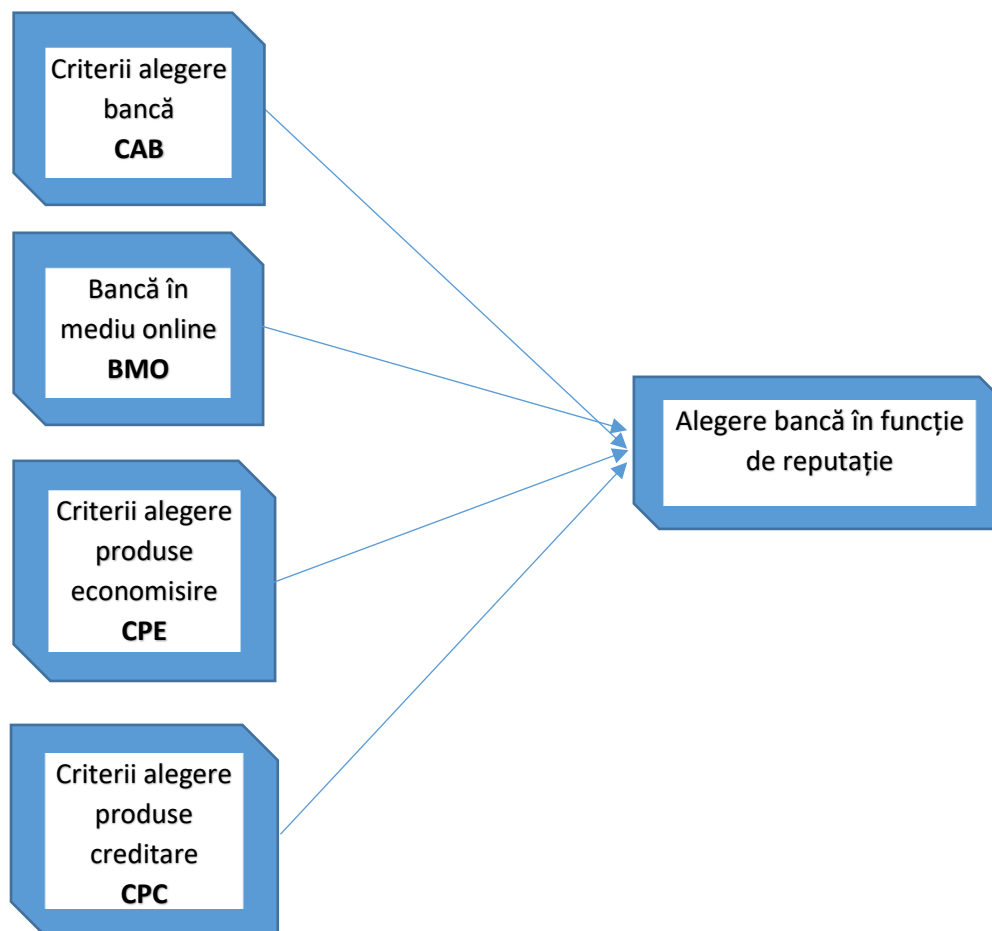 Criterii alegere
bancă
CAB
Bancă în
mediu online
BMO
Criterii alegere
produse
economisire
CPE
Criterii alegere
produse
creditare
CPC
Alegere bancă în funcție
de reputație